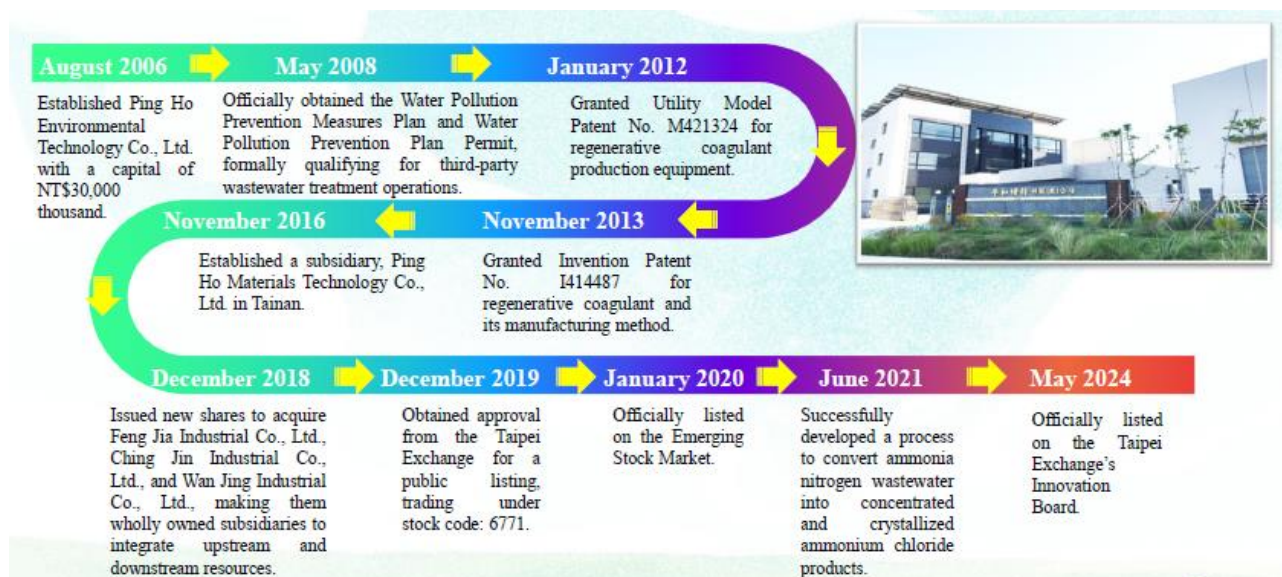 August 2006
May 2008
January 2012
Established Ping Ho
Environmental
Technology Co., Ltd.
with a capital of
NT$30,000
thousand.
Officially obtained the Water Pollution
Prevention Measures Plan and Water
Pollution Prevention Plan Permit,
formally qualifying for third-party
wastewater treatment operations.
Granted Utility Model
Patent No. M421324 for
regenerative coagulant
production equipment.
November 2013
November 2016
Granted Invention Patent
No. I414487 for
regenerative coagulant and
its manufacturing method.
Established a subsidiary, Ping
Ho Materials Technology Co.,
Ltd. in Tainan.
December 2018
December 2019
January 2020
June 2021
May 2024
Issued new shares to acquire
Feng Jia Industrial Co., Ltd.,
Ching Jin Industrial Co.,
Ltd., and Wan Jing Industrial
Co., Ltd., making them
wholly owned subsidiaries to
integrate upstream and
downstream resources.
Obtained approval
from the Taipei
Exchange for a
public listing,
trading under
stock code: 6771.
Officially listed
on the Emerging
Stock Market.
Successfully
developed a process
to convert ammonia
nitrogen wastewater
into concentrated
and crystallized
ammonium chloride
products.
Officially listed
on the Taipei
Exchange’s
Innovation
Board.